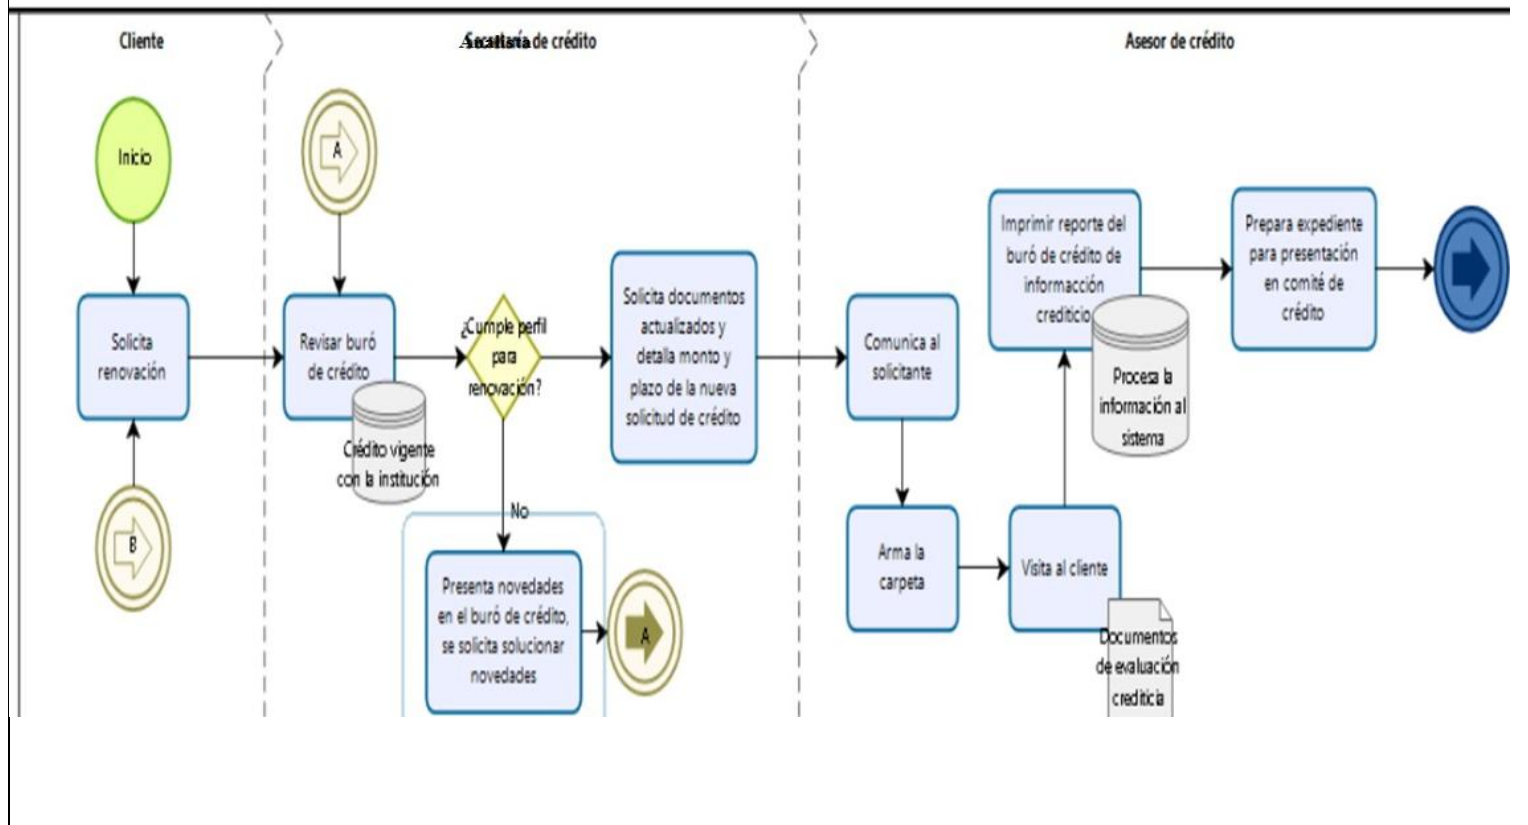 Cliente
de crédito
Asesor de crédito
Inicio
A
Solicita
renovación
B
Revisar buró
de crédito
Crédito vigente
con la institución
¿Cumple perfil
para
renovación?
No
Presenta novedades
en el buró de crédito,
se solicita solucionar
novedades
A
Solicita documentos
actualizados y
detalla monto y
plazo de la nueva
solicitud de crédito
Comunica al
solicitante
Arma la
carpeta
Visita al cliente
Documentos
de evaluación
crediticia
Imprimir reporte del
buró de crédito de
informacción
crediticio
Procesa la
información al
sistema
Prepara expediente
para presentación
en comité de
crédito